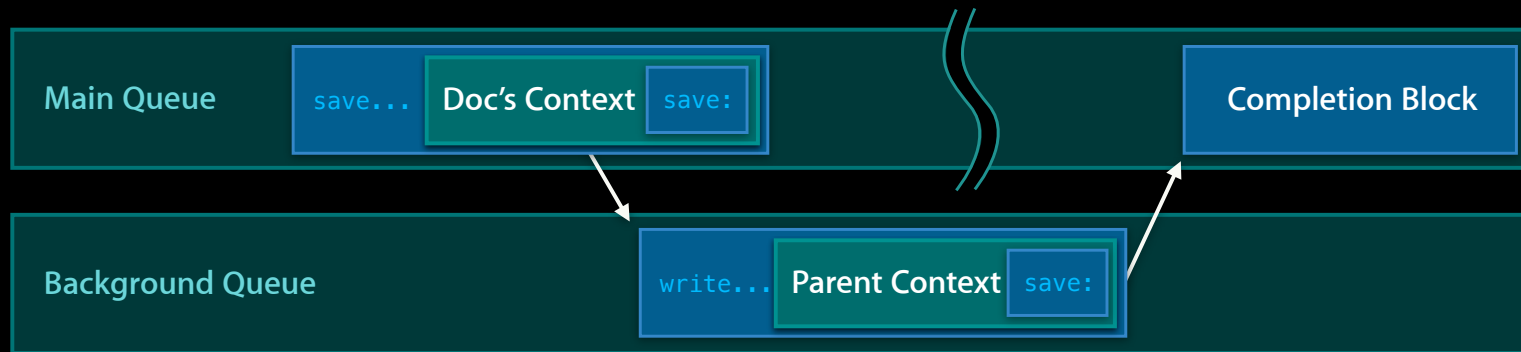 Main Queue
save...
Doc's Context
save:
Completion Block
Background Queue
write...
Parent Context
save: